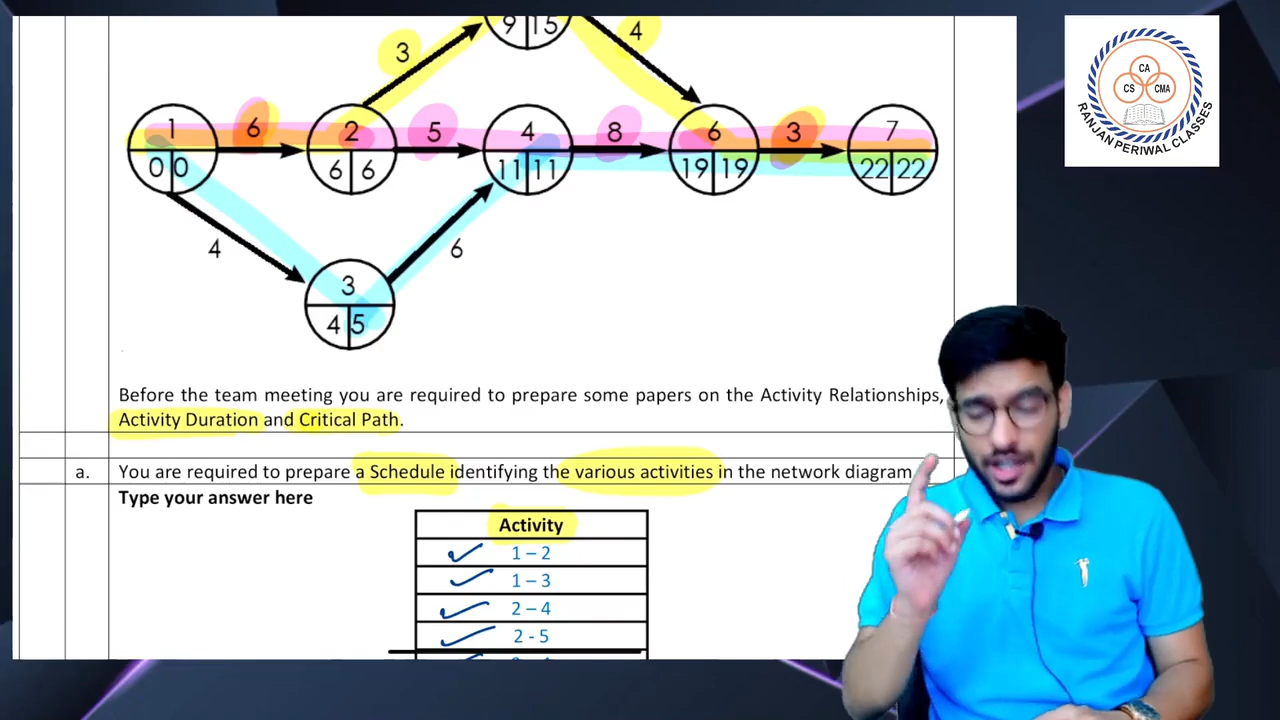 9 15
3
4
CA
CS CMA
RANJAN PERIWAL CLASSES
1 6 2 5 4 8 6 3 7
0 0 6 6 11 11 19 19 22 22
4
6
3
4 5
Before the team meeting you are required to prepare some papers on the Activity Relationships,
Activity Duration and Critical Path.
a. You are required to prepare a Schedule identifying the various activities in the network diagram
Type your answer here
Activity
1 – 2
1 – 3
2 – 4
2 - 5